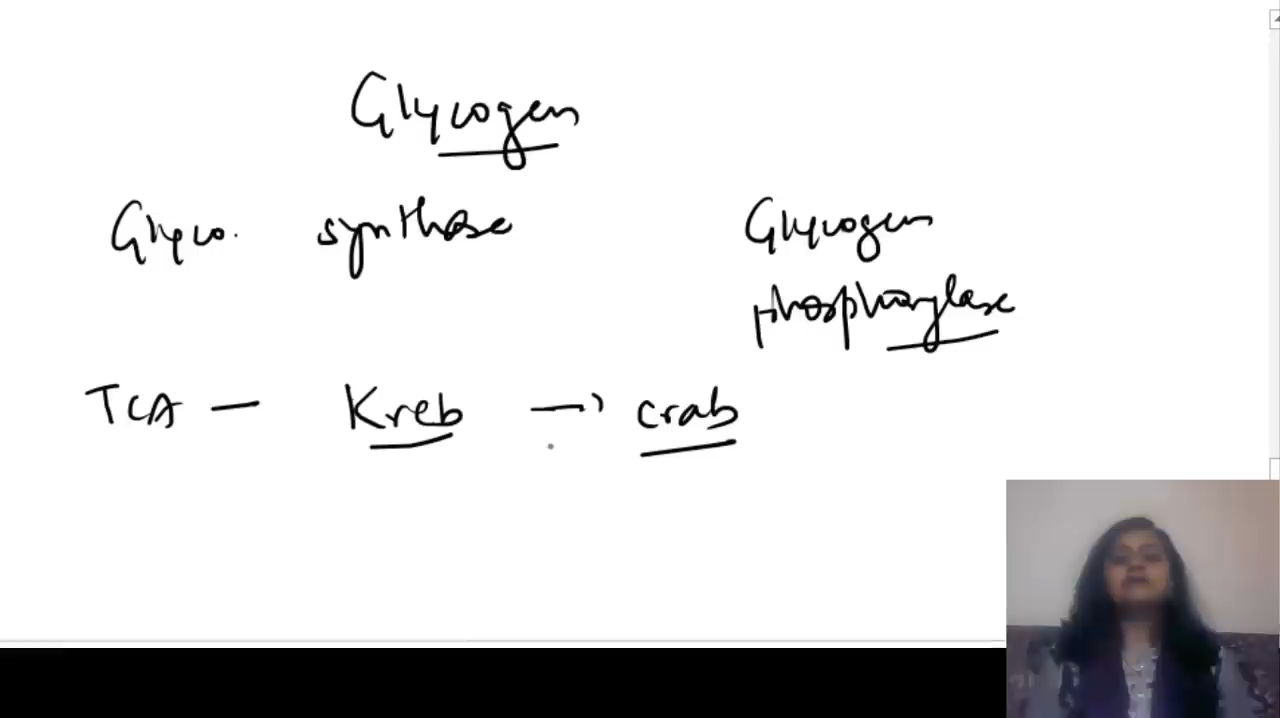 Glycogen
Glyco. synthase
Glycogen
phosphorylase
TCA — Kreb → crab